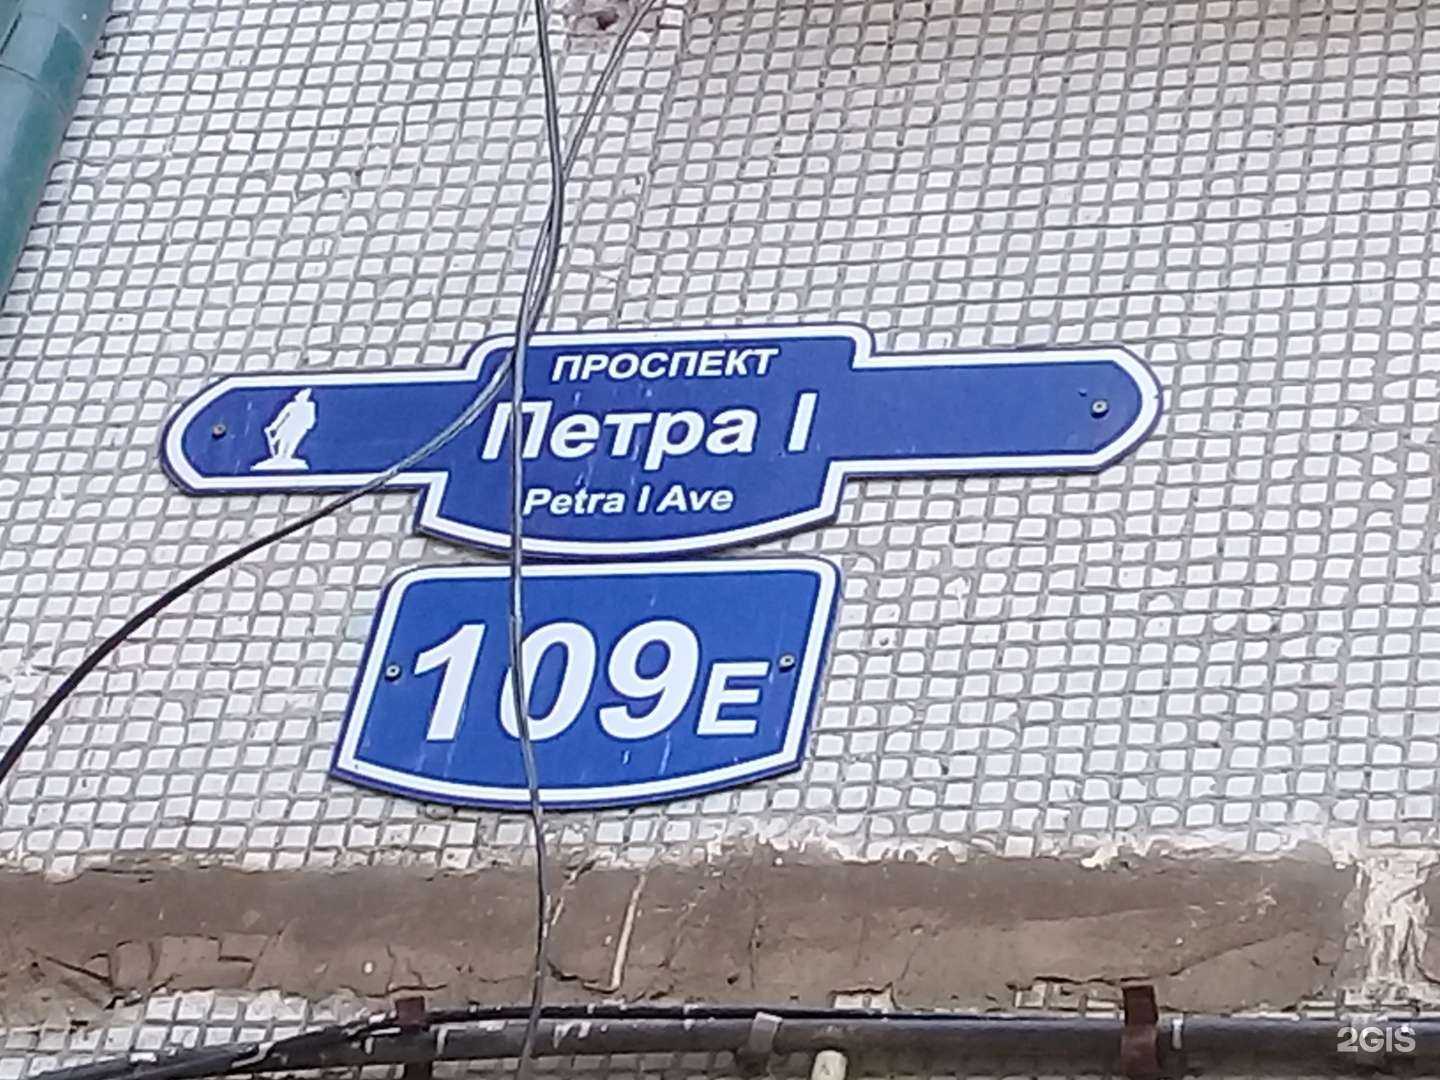 ПРОСПЕКТ
Петра I
Petra I Ave
109Е
2GIS